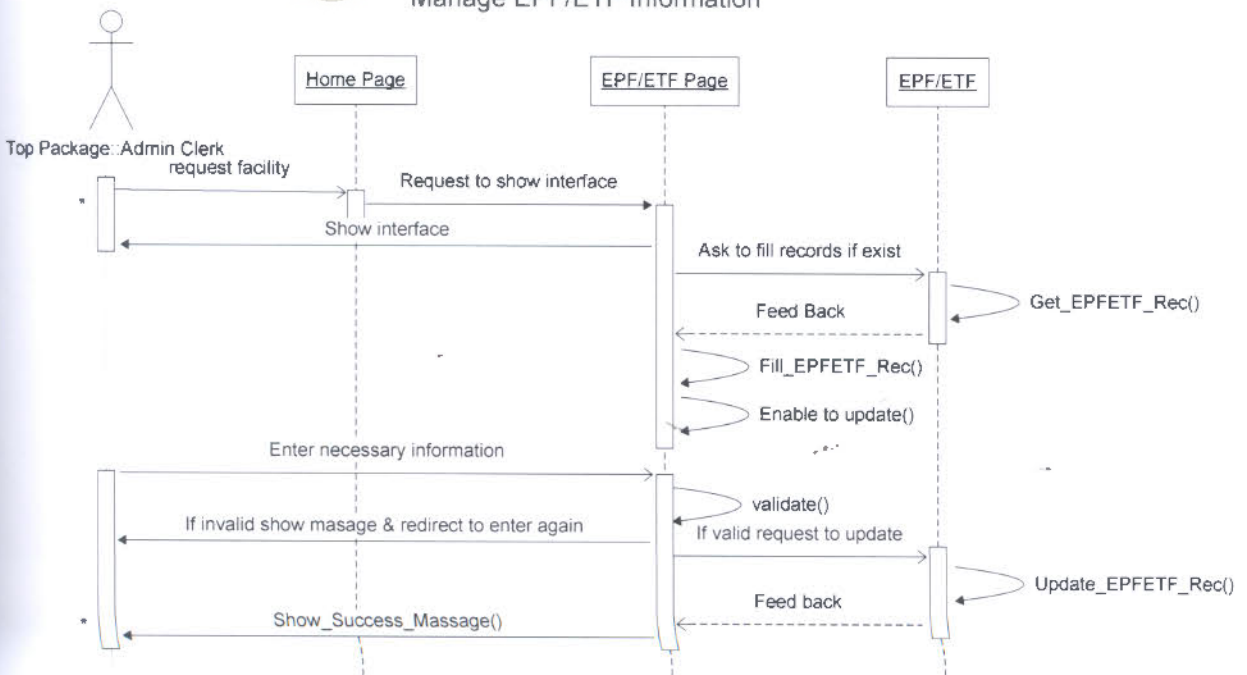 Manage EPF/ETF Information
Home Page
EPF/ETF Page
EPF/ETF
Top Package::Admin Clerk
request facility
Request to show interface
*
Show interface
Ask to fill records if exist
Get_EPFETF_Rec()
Feed Back
Fill_EPFETF_Rec()
Enable to update()
Enter necessary information
validate()
If invalid show masage & redirect to enter again
If valid request to update
Update_EPFETF_Rec()
Feed back
* Show_Success_Massage()